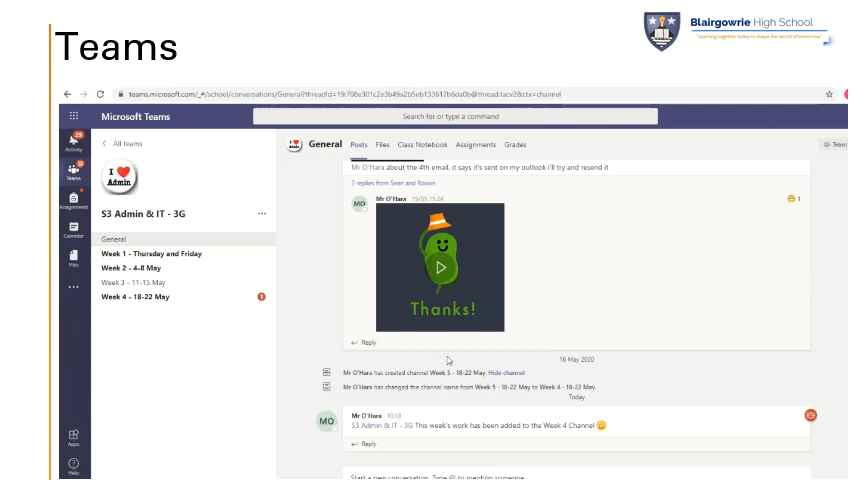 Teams
Blairgowrie High School
"Learning together today to shape the world of tomorrow"
teams.microsoft.com/_#/school/conversations/General?threadId=19:708e301c2e3b49a2b5eb133617b6da0b@thread.tacv2&ctx=channel
Microsoft Teams
Search for or type a command
29
Activity
Teams
Assignments
Calendar
Files
Apps
Help
All teams
I ❤ Admin
S3 Admin & IT - 3G
General
Week 1 - Thursday and Friday
Week 2 - 4-8 May
Week 3 - 11-15 May
Week 4 - 18-22 May
General Posts Files Class Notebook Assignments Grades
Team
Mr O'Hara about the 4th email. it says it's sent on my outlook i'll try and resend it
2 replies from Sean and Rowan
MO
Mr O'Hara 15/05 15:24
1
Thanks!
Reply
16 May 2020
Mr O'Hara has created channel Week 5 - 18-22 May. Hide channel
Mr O'Hara has changed the channel name from Week 5 - 18-22 May to Week 4 - 18-22 May.
Today
MO
Mr O'Hara 10:18
S3 Admin & IT - 3G This week's work has been added to the Week 4 Channel
Reply
Start a new conversation. Type @ to mention someone.